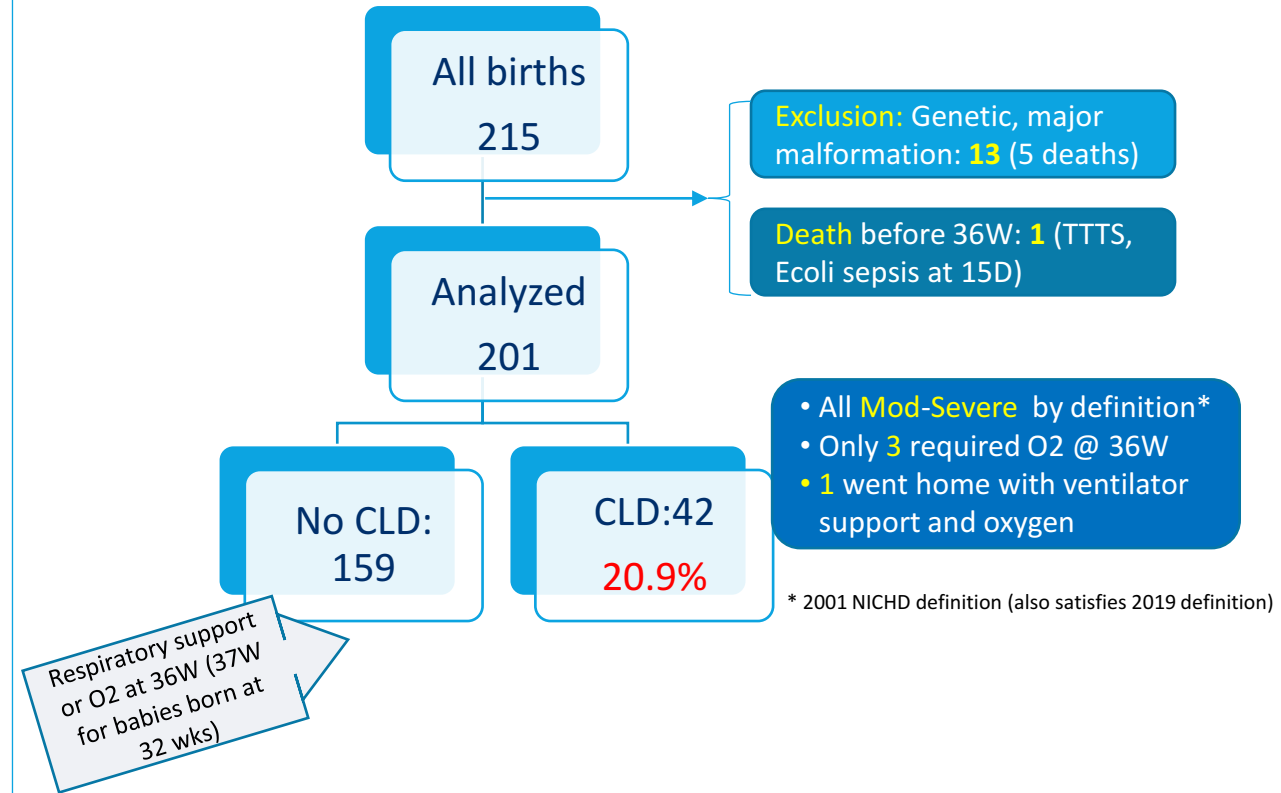 All births
215
Exclusion: Genetic, major
malformation: 13 (5 deaths)
Death before 36W: 1 (TTTS,
Ecoli sepsis at 15D)
Analyzed
201
No CLD:
159
CLD:42
20.9%
• All Mod-Severe by definition*
• Only 3 required O2 @ 36W
• 1 went home with ventilator
support and oxygen
* 2001 NICHD definition (also satisfies 2019 definition)
Respiratory support
or O2 at 36W (37W
for babies born at
32 wks)